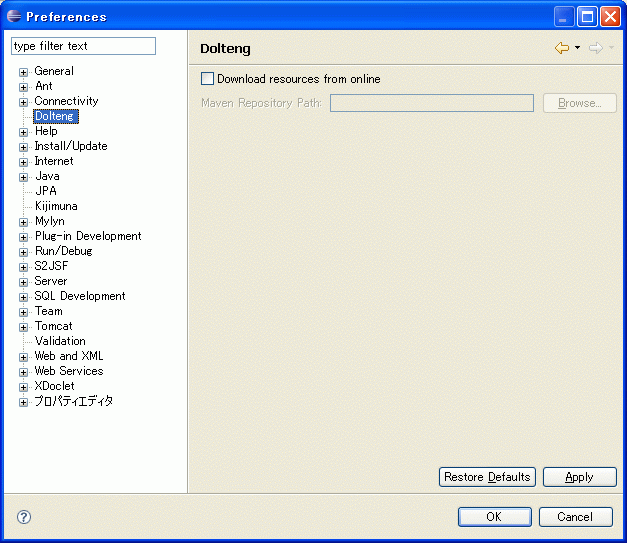 Preferences
type filter text
General
Ant
Connectivity
Dolteng
Help
Install/Update
Internet
Java
JPA
Kijimuna
Mylyn
Plug-in Development
Run/Debug
S2JSF
Server
SQL Development
Team
Tomcat
Validation
Web and XML
Web Services
XDoclet
プロパティエディタ
Dolteng
Download resources from online
Maven Repository Path: Browse...
Restore Defaults Apply
? OK Cancel